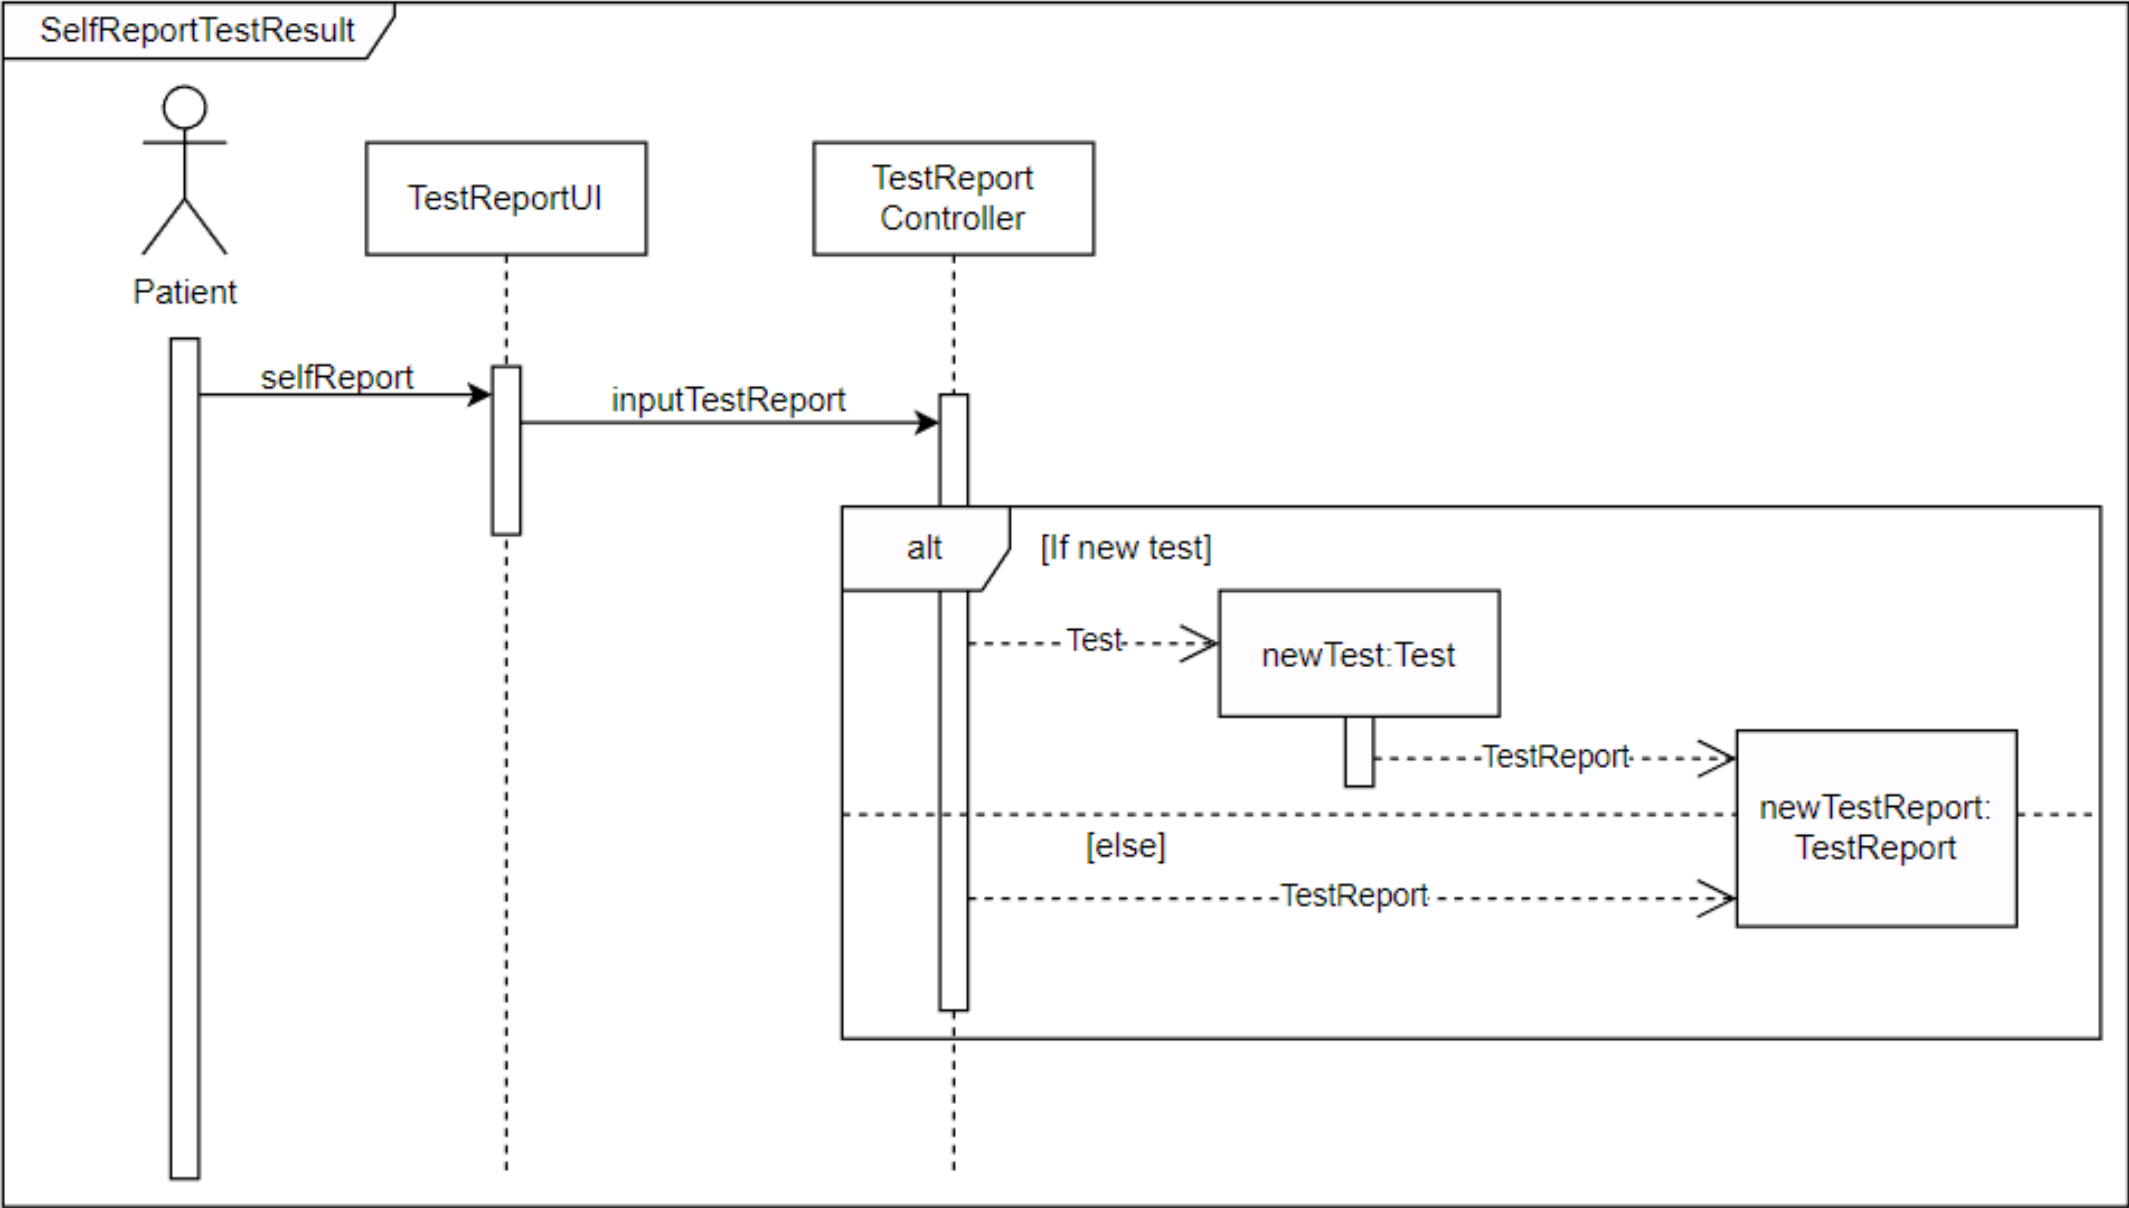 SelfReportTestResult
TestReportUI
TestReport
Controller
Patient
selfReport
inputTestReport
alt
[If new test]
Test
newTest:Test
TestReport
newTestReport:
TestReport
[else]
TestReport